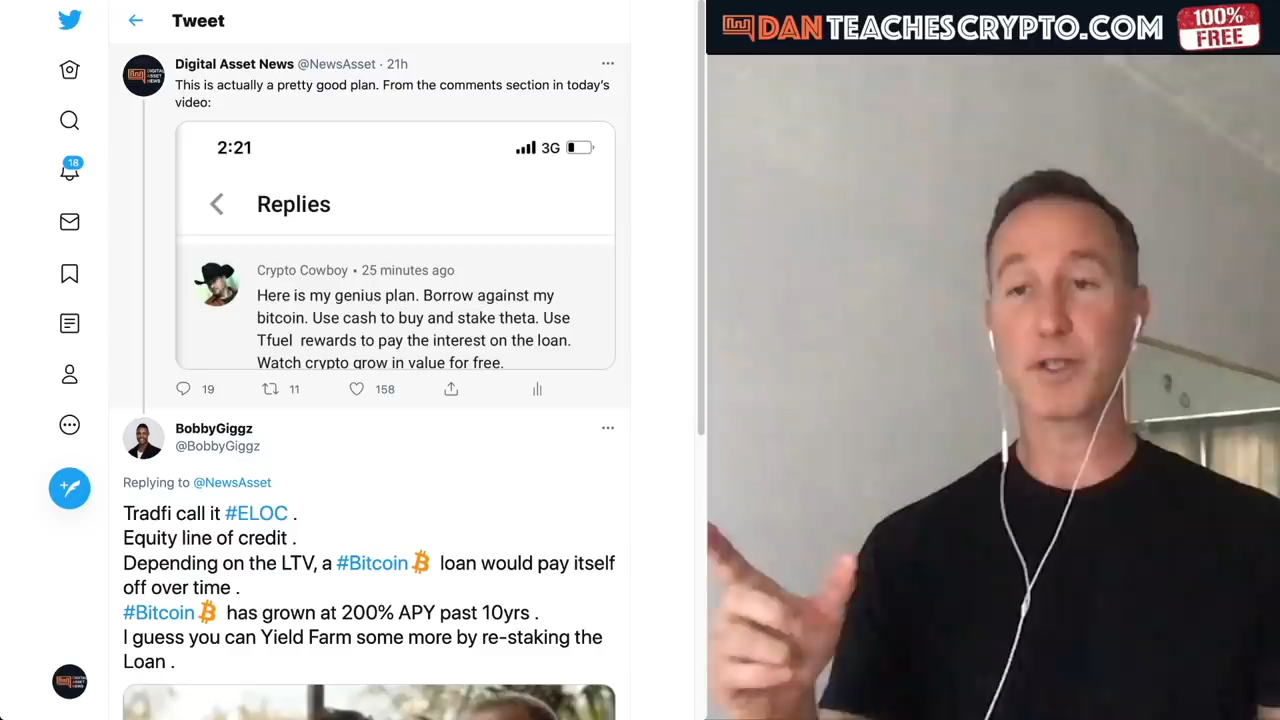 Tweet
Digital Asset News @NewsAsset · 21h
This is actually a pretty good plan. From the comments section in today's
video:
2:21
3G
Replies
Crypto Cowboy • 25 minutes ago
Here is my genius plan. Borrow against my
bitcoin. Use cash to buy and stake theta. Use
Tfuel rewards to pay the interest on the loan.
Watch crypto grow in value for free.
19
11
158
BobbyGiggz
@BobbyGiggz
Replying to @NewsAsset
Tradfi call it #ELOC .
Equity line of credit .
Depending on the LTV, a #Bitcoin loan would pay itself
off over time .
#Bitcoin has grown at 200% APY past 10yrs .
I guess you can Yield Farm some more by re-staking the
Loan .
18
DANTEACHESCRYPTO.COM
100%
FREE